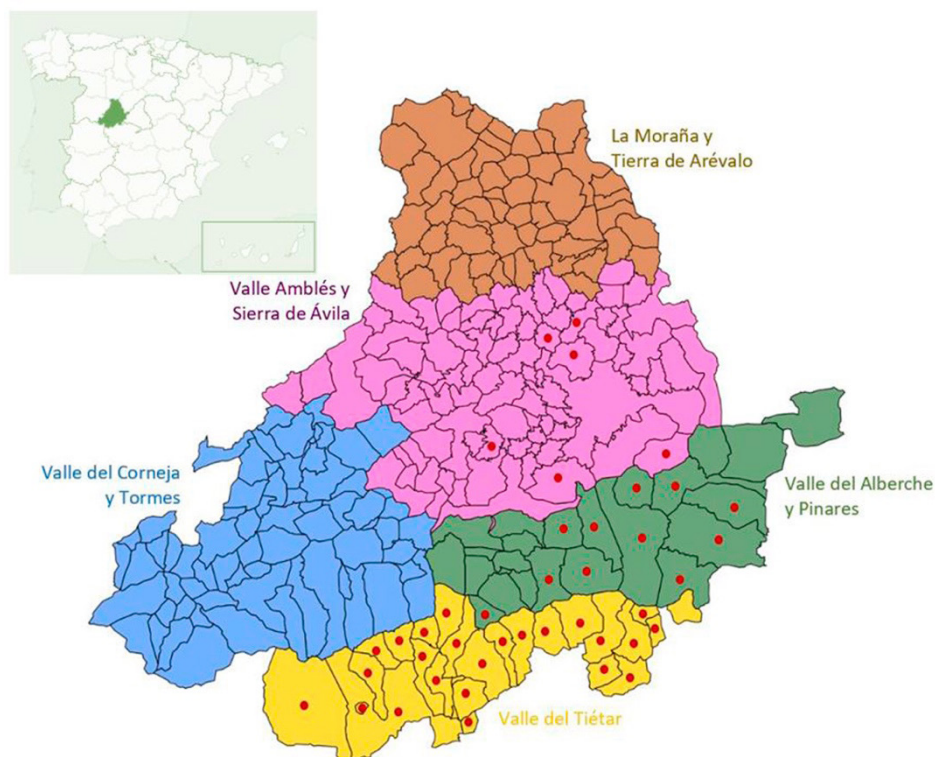 La Moraña y
Tierra de Arévalo
Valle Amblés y
Sierra de Ávila
Valle del Corneja
y Tormes
Valle del Alberche
y Pinares
Valle del Tiétar